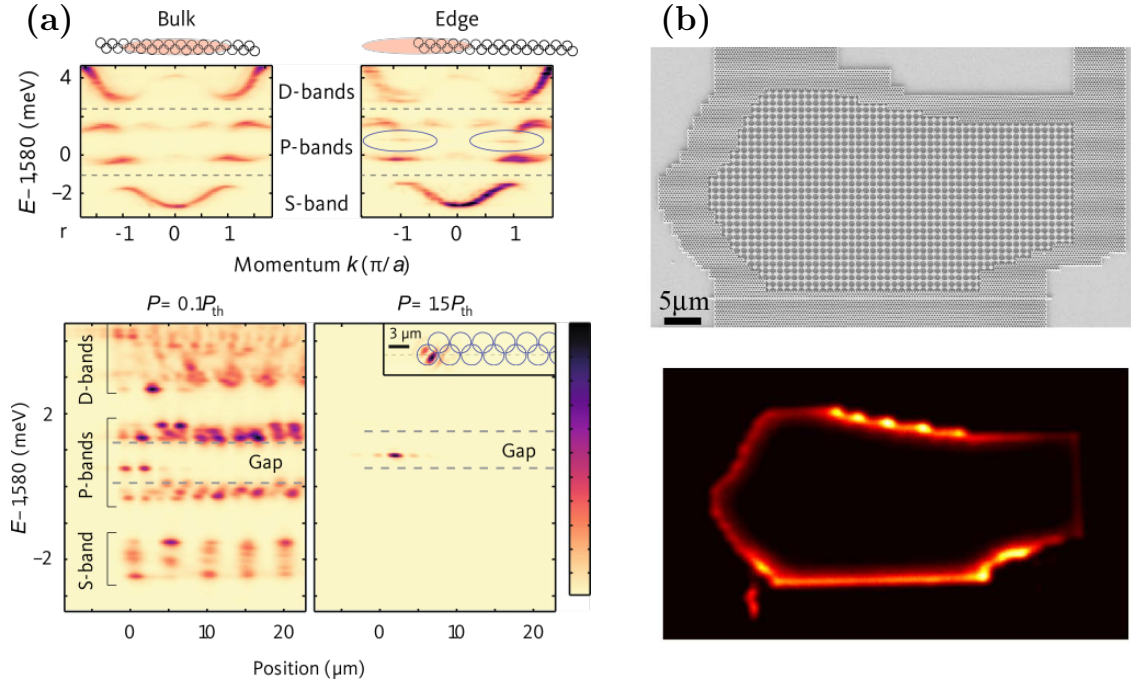 (a)
Bulk
Edge
4
D-bands
P-bands
0
-2
S-band
E–1,580 (meV)
r
-1
0
1
-1
0
1
Momentum k(π/a)
P= 0.1Pth
P= 15Pth
D-bands
P-bands
S-band
2
-2
E–1,580 (meV)
Gap
3 μm
Gap
0
10
20
0
10
20
Position (μm)
(b)
5μm